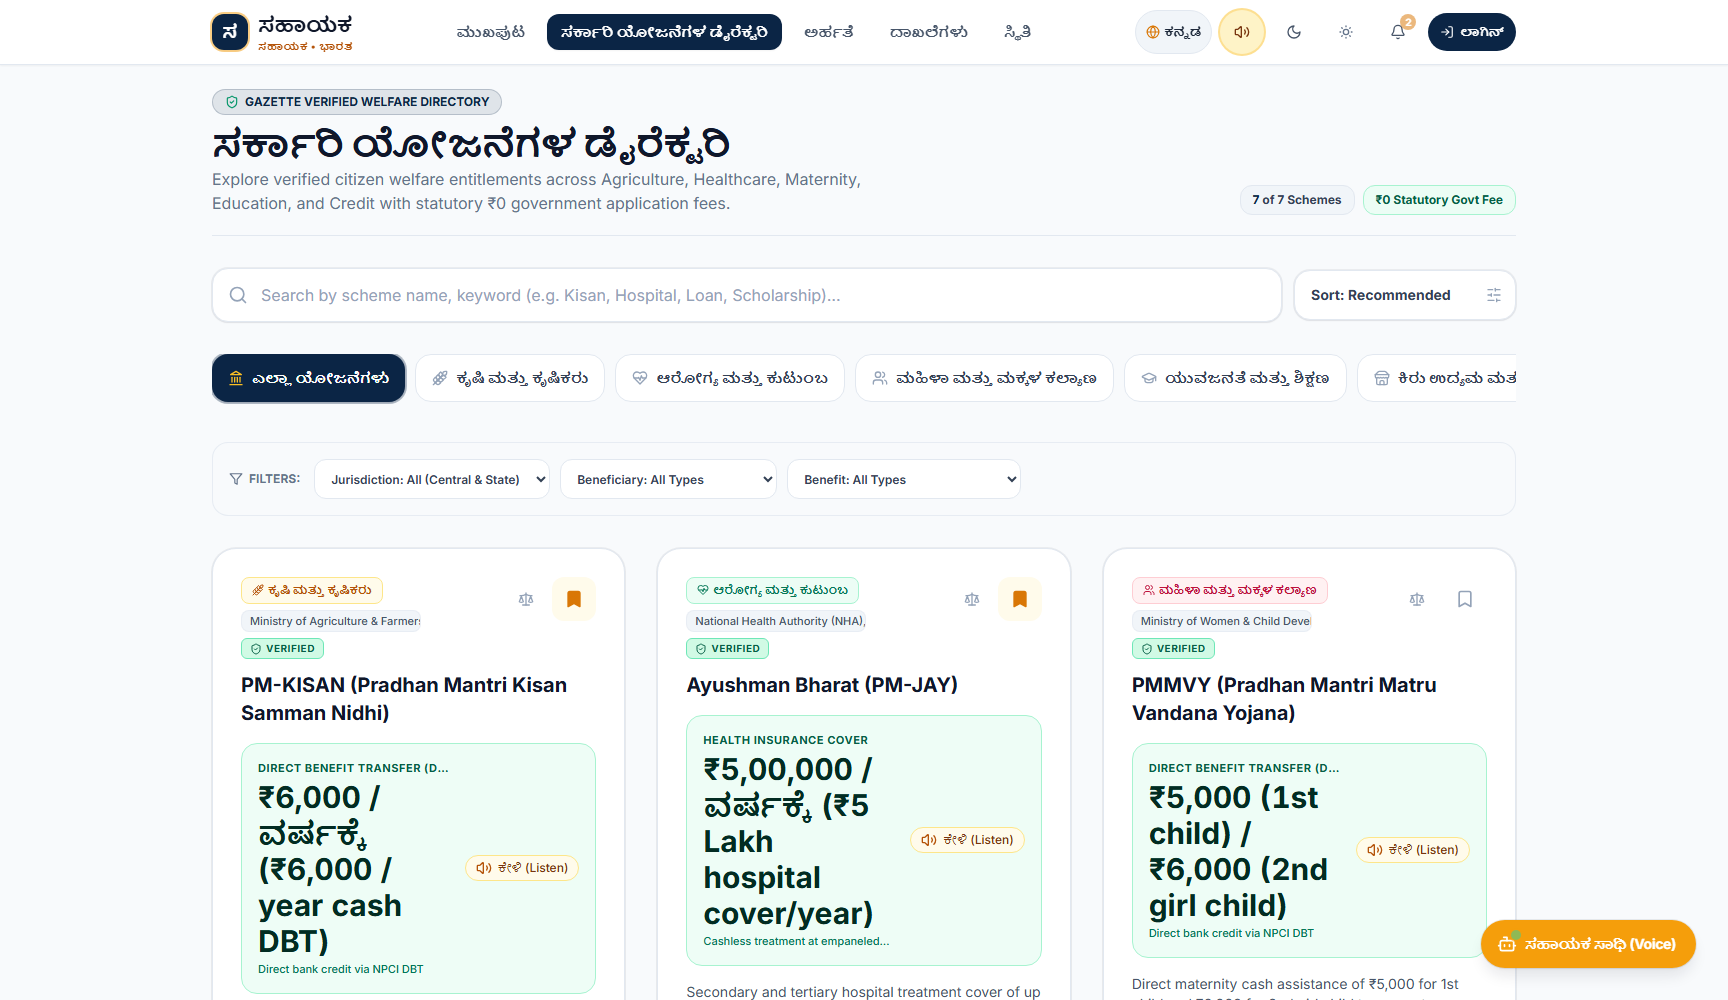 ಸ
ಸಹಾಯಕ
ಸಹಾಯಕ • ಭಾರತ
ಮುಖಪುಟ
ಸರ್ಕಾರಿ ಯೋಜನೆಗಳ ಡೈರೆಕ್ಟರಿ
ಅರ್ಹತೆ
ದಾಖಲೆಗಳು
ಸ್ಥಿತಿ
ಕನ್ನಡ
2
ಲಾಗಿನ್
GAZETTE VERIFIED WELFARE DIRECTORY
ಸರ್ಕಾರಿ ಯೋಜನೆಗಳ ಡೈರೆಕ್ಟರಿ
Explore verified citizen welfare entitlements across Agriculture, Healthcare, Maternity,
Education, and Credit with statutory ₹0 government application fees.
7 of 7 Schemes
₹0 Statutory Govt Fee
Search by scheme name, keyword (e.g. Kisan, Hospital, Loan, Scholarship)...
Sort: Recommended
ಎಲ್ಲಾ ಯೋಜನೆಗಳು
ಕೃಷಿ ಮತ್ತು ಕೃಷಿಕರು
ಆರೋಗ್ಯ ಮತ್ತು ಕುಟುಂಬ
ಮಹಿಳಾ ಮತ್ತು ಮಕ್ಕಳ ಕಲ್ಯಾಣ
ಯುವಜನತೆ ಮತ್ತು ಶಿಕ್ಷಣ
ಕಿರು ಉದ್ಯಮ ಮತ
FILTERS:
Jurisdiction: All (Central & State)
Beneficiary: All Types
Benefit: All Types
ಕೃಷಿ ಮತ್ತು ಕೃಷಿಕರು
Ministry of Agriculture & Farmers
VERIFIED
PM-KISAN (Pradhan Mantri Kisan
Samman Nidhi)
DIRECT BENEFIT TRANSFER (D...
₹6,000 /
ವರ್ಷಕ್ಕೆ
(₹6,000 /
year cash
DBT)
Direct bank credit via NPCI DBT
ಕೇಳಿ (Listen)
ಆರೋಗ್ಯ ಮತ್ತು ಕುಟುಂಬ
National Health Authority (NHA),
VERIFIED
Ayushman Bharat (PM-JAY)
HEALTH INSURANCE COVER
₹5,00,000 /
ವರ್ಷಕ್ಕೆ (₹5
Lakh
hospital
cover/year)
Cashless treatment at empaneled...
ಕೇಳಿ (Listen)
Secondary and tertiary hospital treatment cover of up
ಮಹಿಳಾ ಮತ್ತು ಮಕ್ಕಳ ಕಲ್ಯಾಣ
Ministry of Women & Child Devel
VERIFIED
PMMVY (Pradhan Mantri Matru
Vandana Yojana)
DIRECT BENEFIT TRANSFER (D...
₹5,000 (1st
child) /
₹6,000 (2nd
girl child)
Direct bank credit via NPCI DBT
ಕೇಳಿ (Listen)
Direct maternity cash assistance of ₹5,000 for 1st
ಸಹಾಯಕ ಸಾಥಿ (Voice)